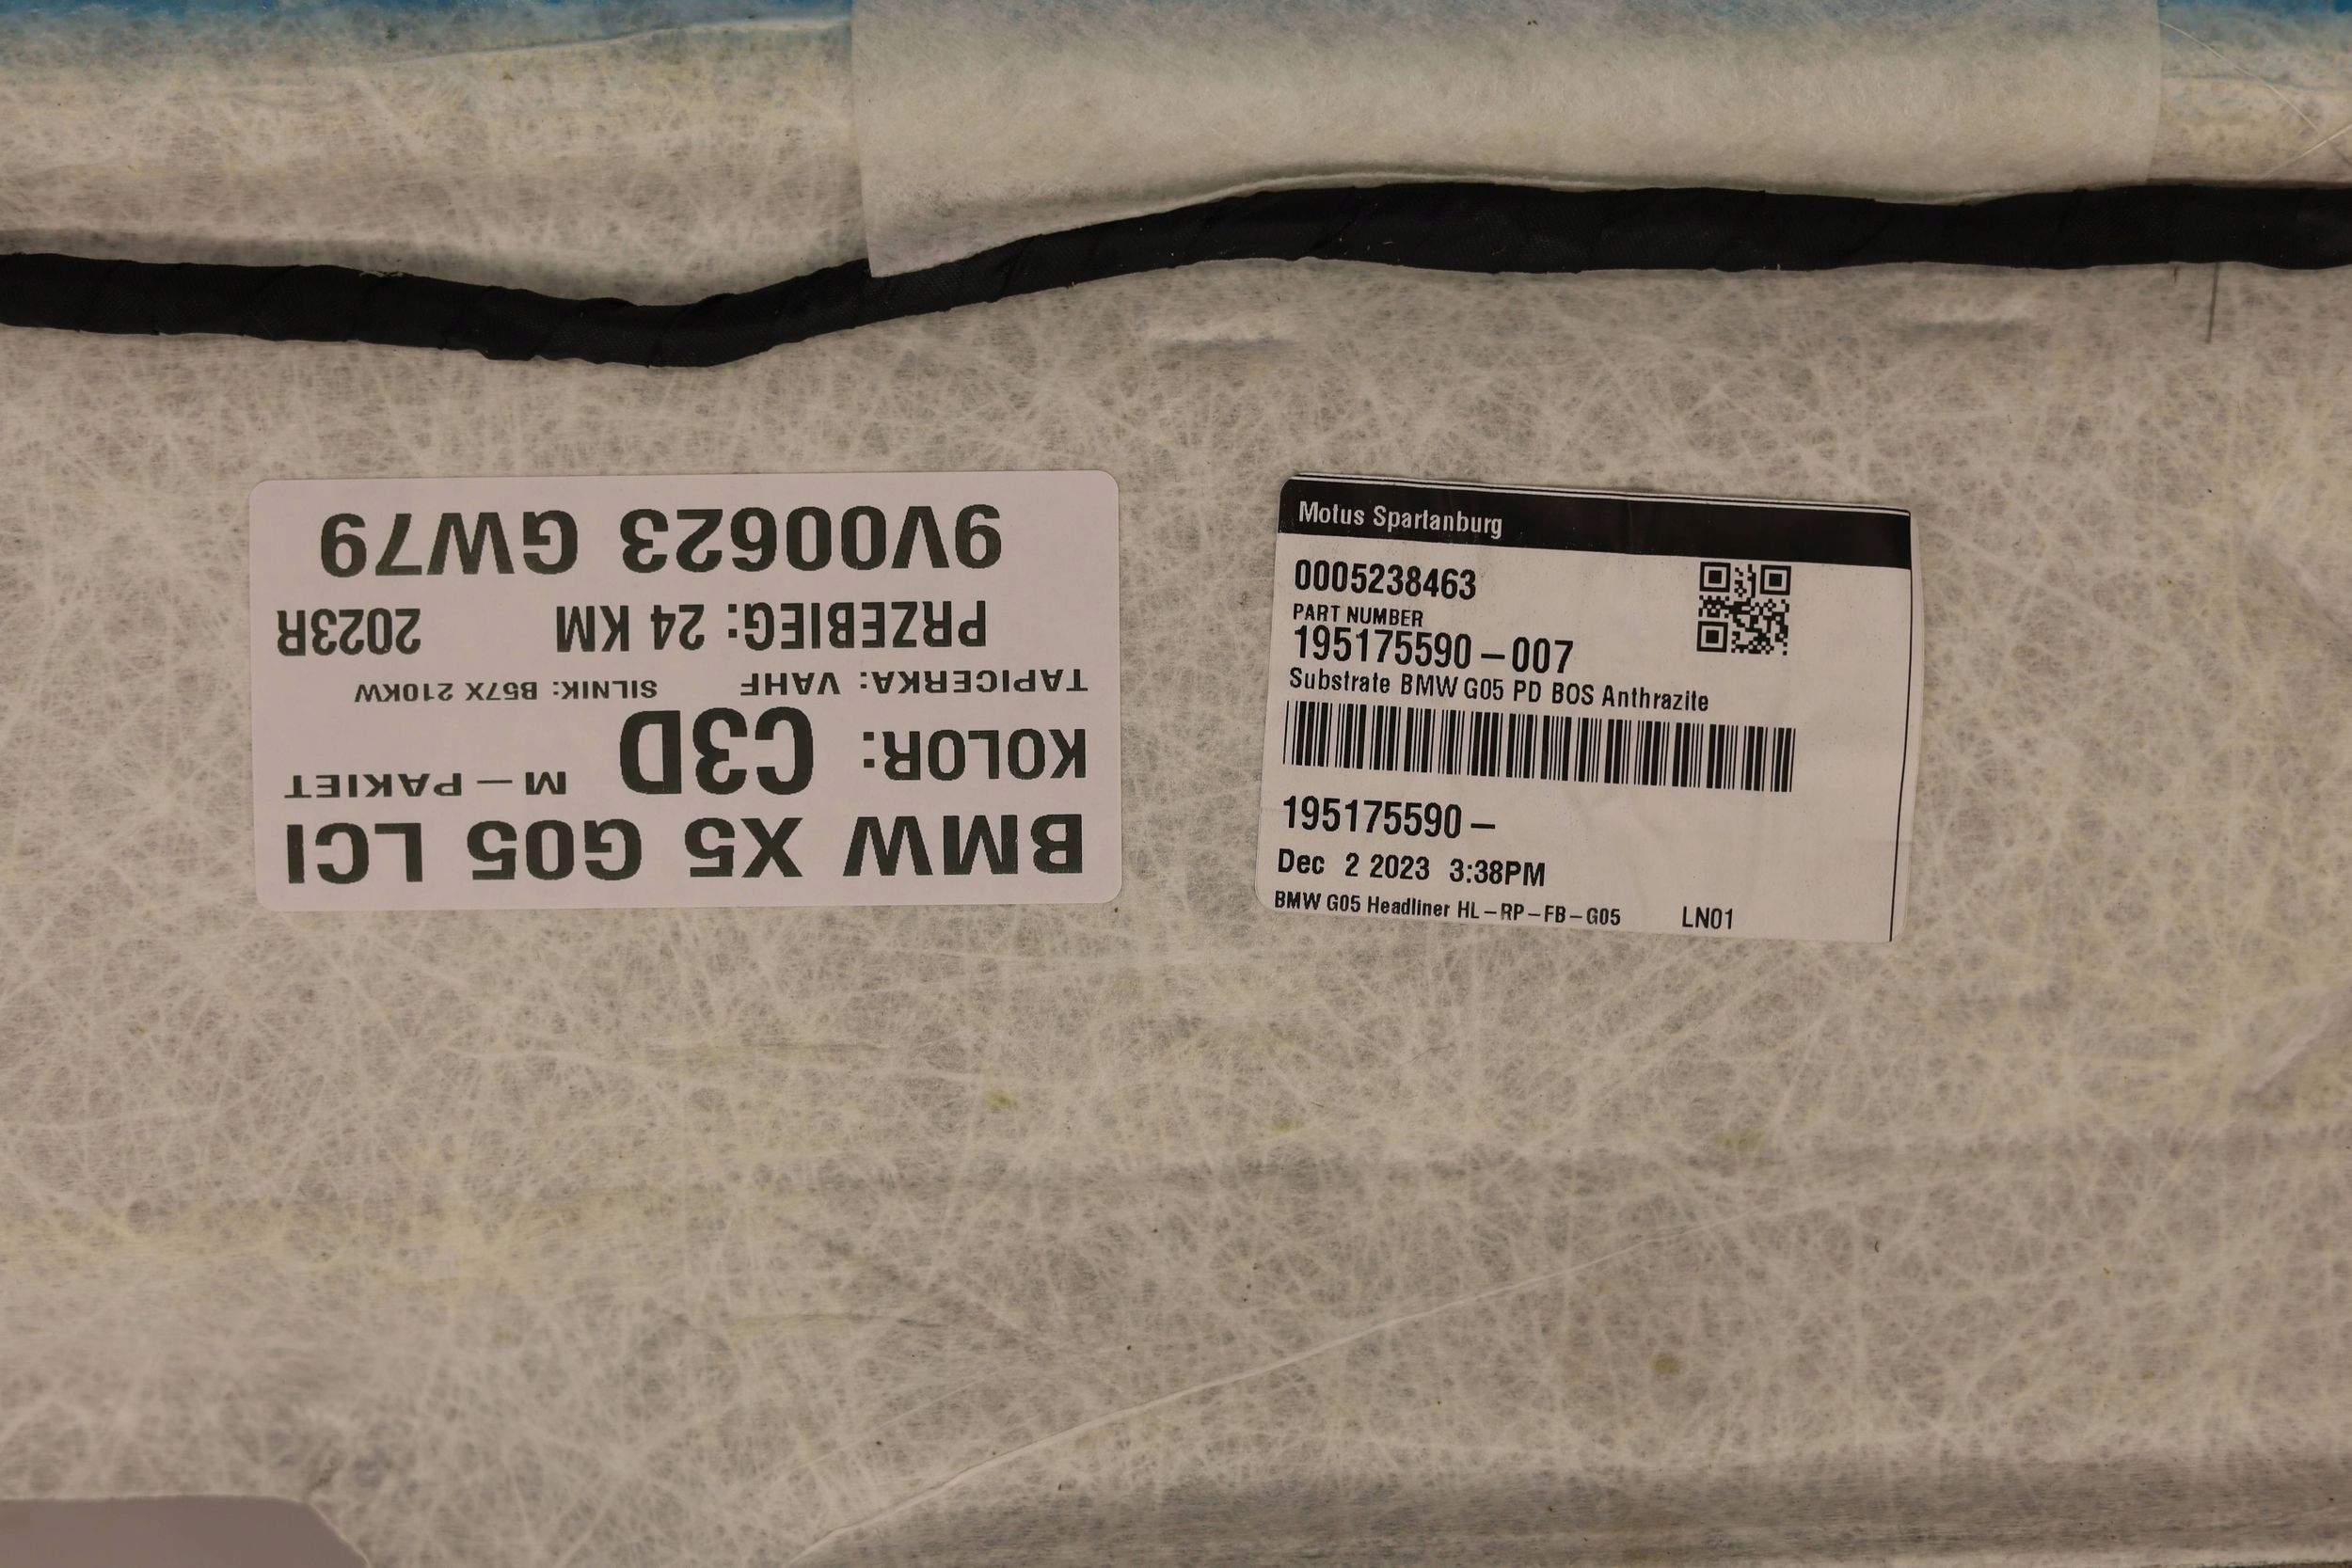 BMW X5 G05 LCI
KOLOR: C3D M-PAKIET
TAPICERKA: VAHF SILNIK: B57X 210KW
PRZEBIEG: 24 KM 2023R
9V00623 GW79
Motus Spartanburg
0005238463
PART NUMBER
195175590-007
Substrate BMW G05 PD BOS Anthrazite
195175590-
Dec 2 2023 3:38PM
BMW G05 Headliner HL-RP-FB-G05 LN01